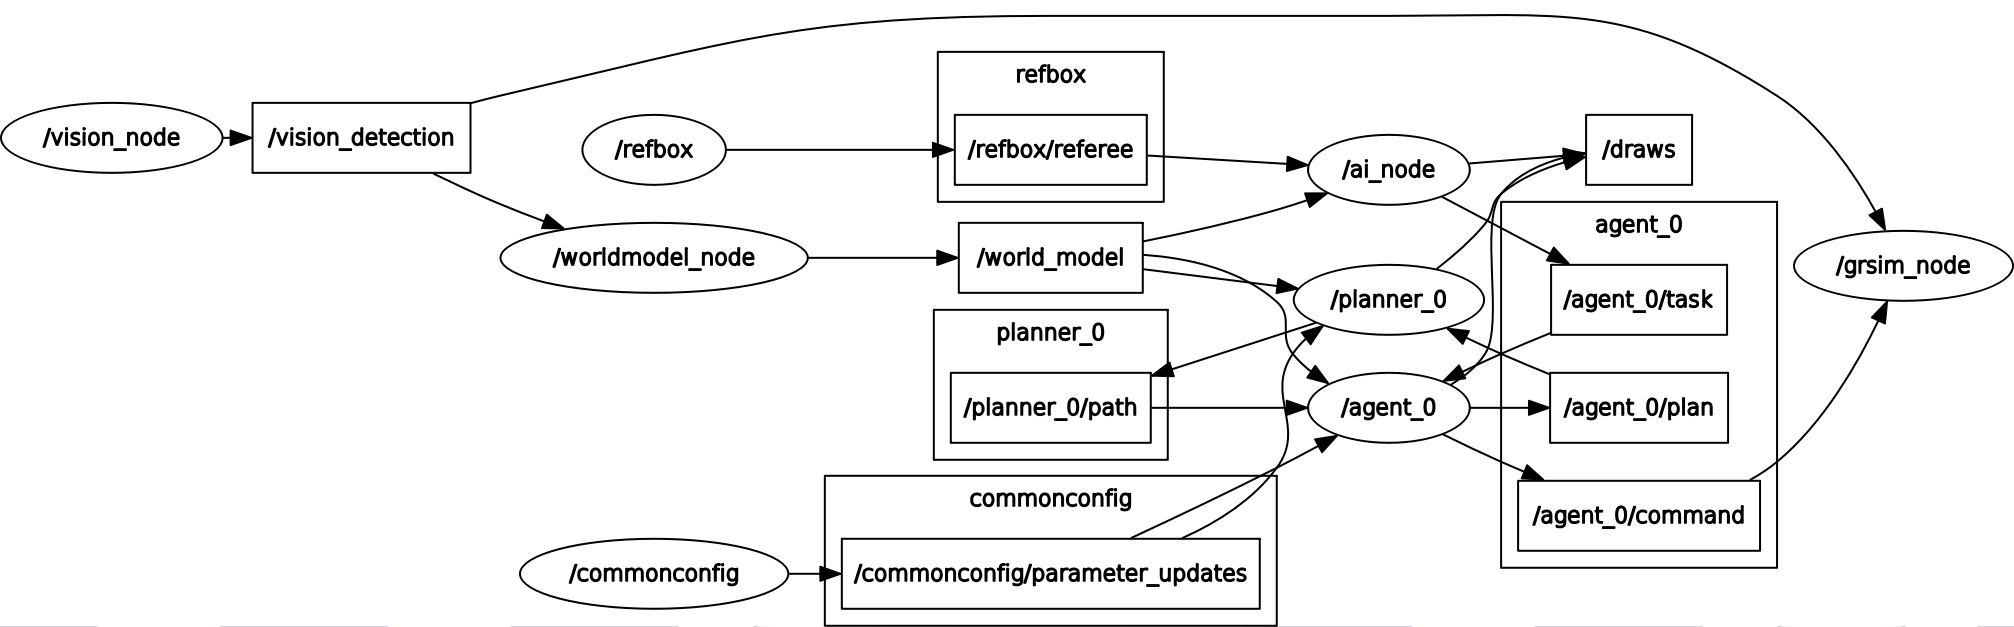 refbox
/vision_node
/vision_detection
/refbox
/refbox/referee
/ai_node
/draws
agent_0
/worldmodel_node
/world_model
/planner_0
/agent_0/task
/grsim_node
planner_0
/planner_0/path
/agent_0
/agent_0/plan
commonconfig
/agent_0/command
/commonconfig
/commonconfig/parameter_updates